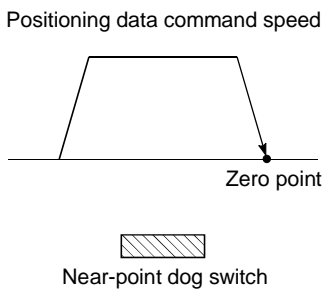 Positioning data command speed
Zero point
Near-point dog switch